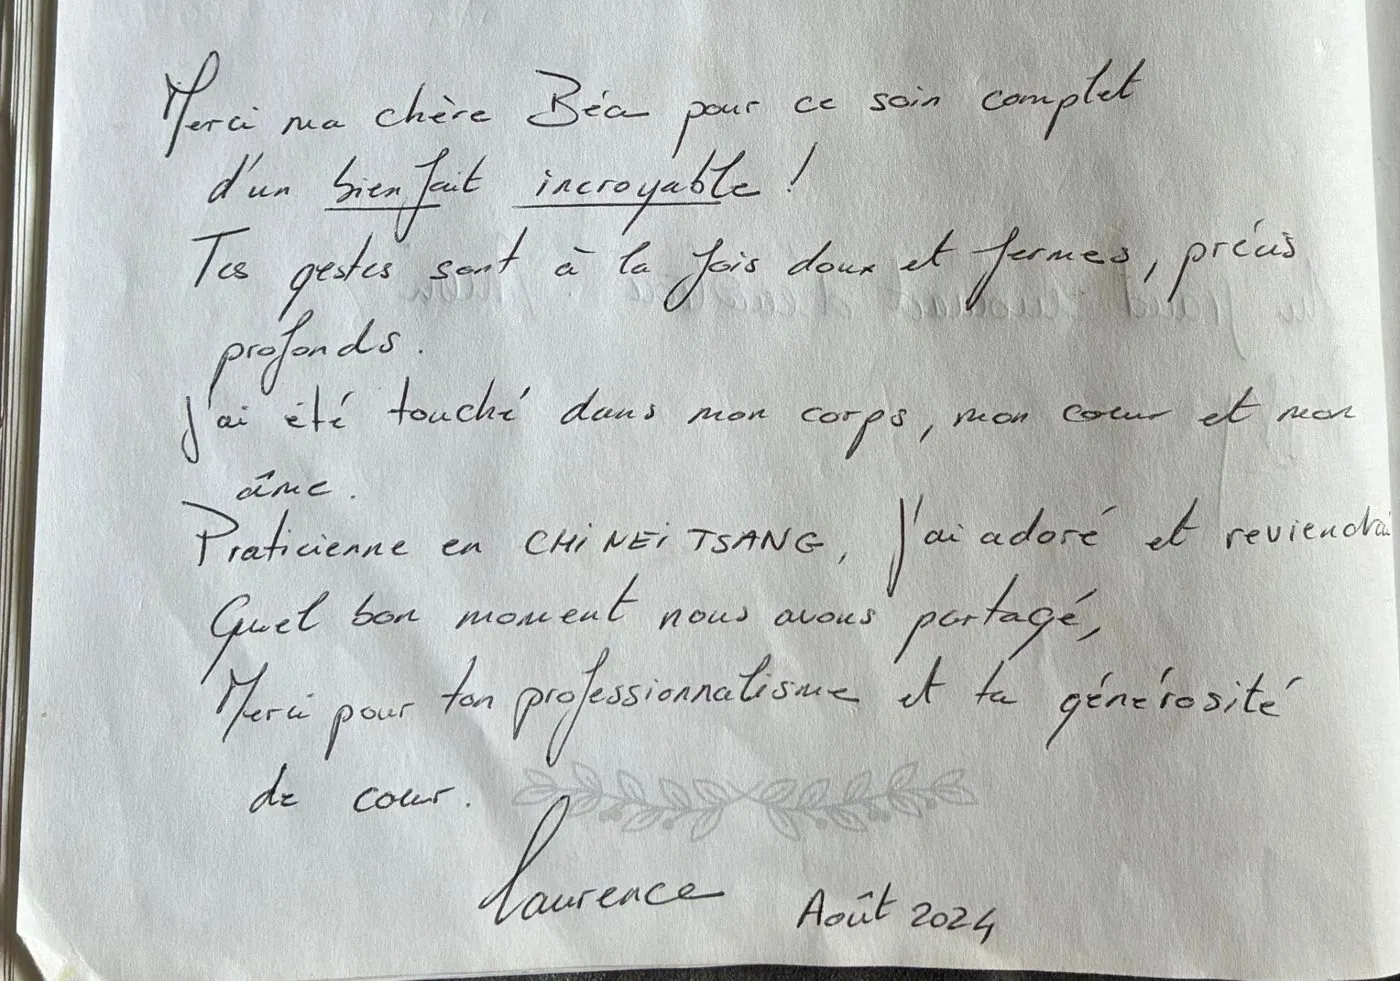 Merci ma chère Béa pour ce soin complet
d'un bienfait incroyable !
Tes gestes sont à la fois doux et fermes, précis
profonds.
J'ai été touché dans mon corps, mon cœur et mon
âme.
Praticienne en CHI NEI TSANG, j'ai adoré et reviendrai
Quel bon moment nous avons partagé,
Merci pour ton professionnalisme et ta générosité
de cœur.
Laurence Août 2024